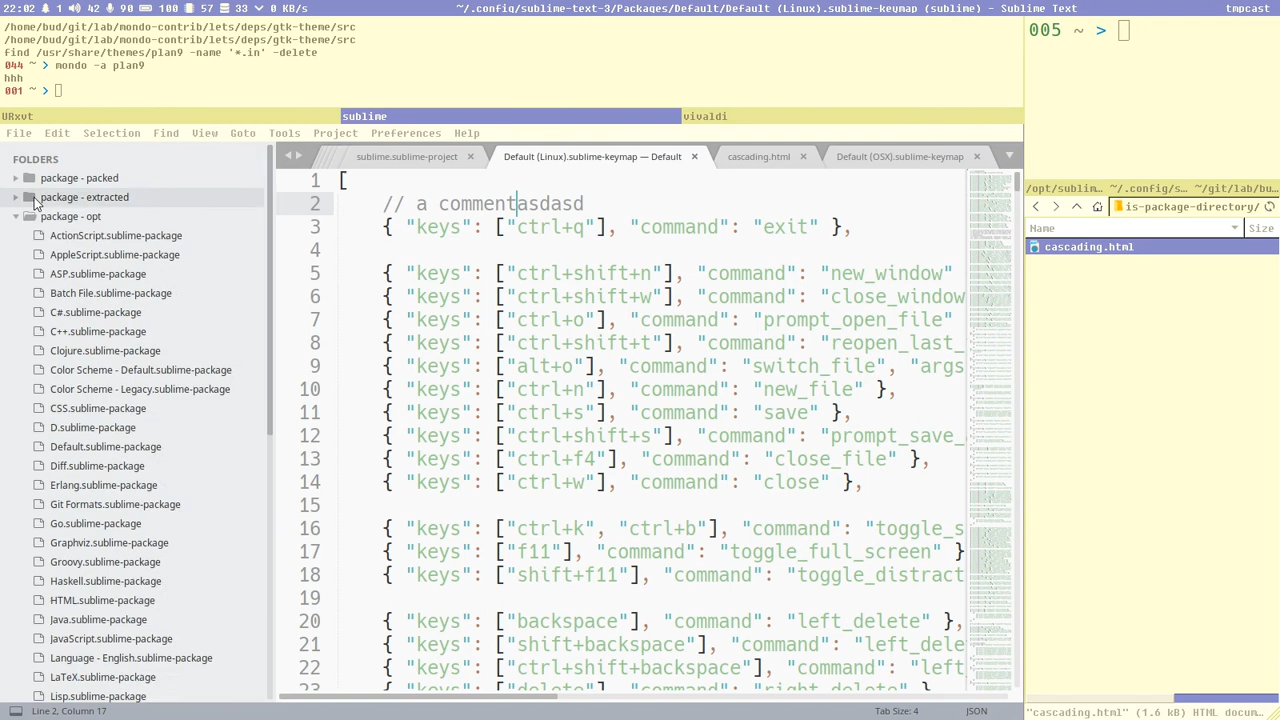 22:02 1 42 90 100 57 33 0 KB/s ~/.config/sublime-text-3/Packages/Default/Default (Linux).sublime-keymap (sublime) - Sublime Text tmpcast
/home/bud/git/lab/mondo-contrib/lets/deps/gtk-theme/src
/home/bud/git/lab/mondo-contrib/lets/deps/gtk-theme/src
find /usr/share/themes/plan9 -name '*.in' -delete
044 ~ > mondo -a plan9
hhh
001 ~ >
005 ~ >
URxvt sublime vivaldi
File Edit Selection Find View Goto Tools Project Preferences Help
FOLDERS
package - packed
package - extracted
package - opt
ActionScript.sublime-package
AppleScript.sublime-package
ASP.sublime-package
Batch File.sublime-package
C#.sublime-package
C++.sublime-package
Clojure.sublime-package
Color Scheme - Default.sublime-package
Color Scheme - Legacy.sublime-package
CSS.sublime-package
D.sublime-package
Default.sublime-package
Diff.sublime-package
Erlang.sublime-package
Git Formats.sublime-package
Go.sublime-package
Graphviz.sublime-package
Groovy.sublime-package
Haskell.sublime-package
HTML.sublime-package
Java.sublime-package
JavaScript.sublime-package
Language - English.sublime-package
LaTeX.sublime-package
Lisp.sublime-package
sublime.sublime-project Default (Linux).sublime-keymap — Default cascading.html Default (OSX).sublime-keymap
1 [
2 // a commentasdasd
3 { "keys": ["ctrl+q"], "command": "exit" },
4
5 { "keys": ["ctrl+shift+n"], "command": "new_window"
6 { "keys": ["ctrl+shift+w"], "command": "close_window
7 { "keys": ["ctrl+o"], "command": "prompt_open_file"
8 { "keys": ["ctrl+shift+t"], "command": "reopen_last_
9 { "keys": ["alt+o"], "command": "switch_file", "args
10 { "keys": ["ctrl+n"], "command": "new_file" },
11 { "keys": ["ctrl+s"], "command": "save" },
12 { "keys": ["ctrl+shift+s"], "command": "prompt_save_
13 { "keys": ["ctrl+f4"], "command": "close_file" },
14 { "keys": ["ctrl+w"], "command": "close" },
15
16 { "keys": ["ctrl+k", "ctrl+b"], "command": "toggle_s
17 { "keys": ["f11"], "command": "toggle_full_screen" }
18 { "keys": ["shift+f11"], "command": "toggle_distract
19
20 { "keys": ["backspace"], "command": "left_delete" },
21 { "keys": ["shift+backspace"], "command": "left_dele
22 { "keys": ["ctrl+shift+backspace"], "command": "left
/opt/sublim… ~/.config/s… ~/git/lab/bu…
is-package-directory/
Name Size
cascading.html
"cascading.html" (1.6 kB) HTML docum…
Line 2, Column 17 Tab Size: 4 JSON